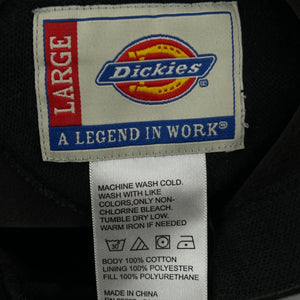 LARGE
Dickies®
A LEGEND IN WORK®
MACHINE WASH COLD.
WASH WITH LIKE
COLORS,ONLY NON-
CHLORINE BLEACH.
TUMBLE DRY LOW.
WARM IRON IF NEEDED
BODY 100% COTTON
LINING 100% POLYESTER
FILL 100% POLYURETHANE
MADE IN CHINA